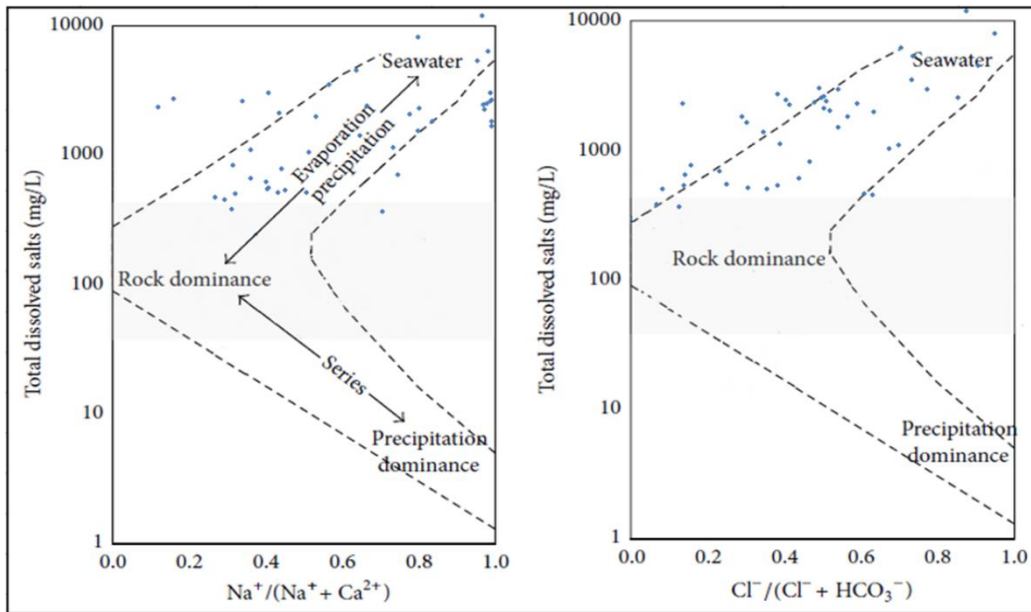 10000
1000
100
10
1
Total dissolved salts (mg/L)
Seawater
Evaporation
precipitation
Rock dominance
Series
Precipitation
dominance
0.0 0.2 0.4 0.6 0.8 1.0
Na⁺/(Na⁺ + Ca²⁺)
10000
1000
100
10
1
Total dissolved salts (mg/L)
Seawater
Rock dominance
Precipitation
dominance
0.0 0.2 0.4 0.6 0.8 1.0
Cl⁻/(Cl⁻ + HCO₃⁻)